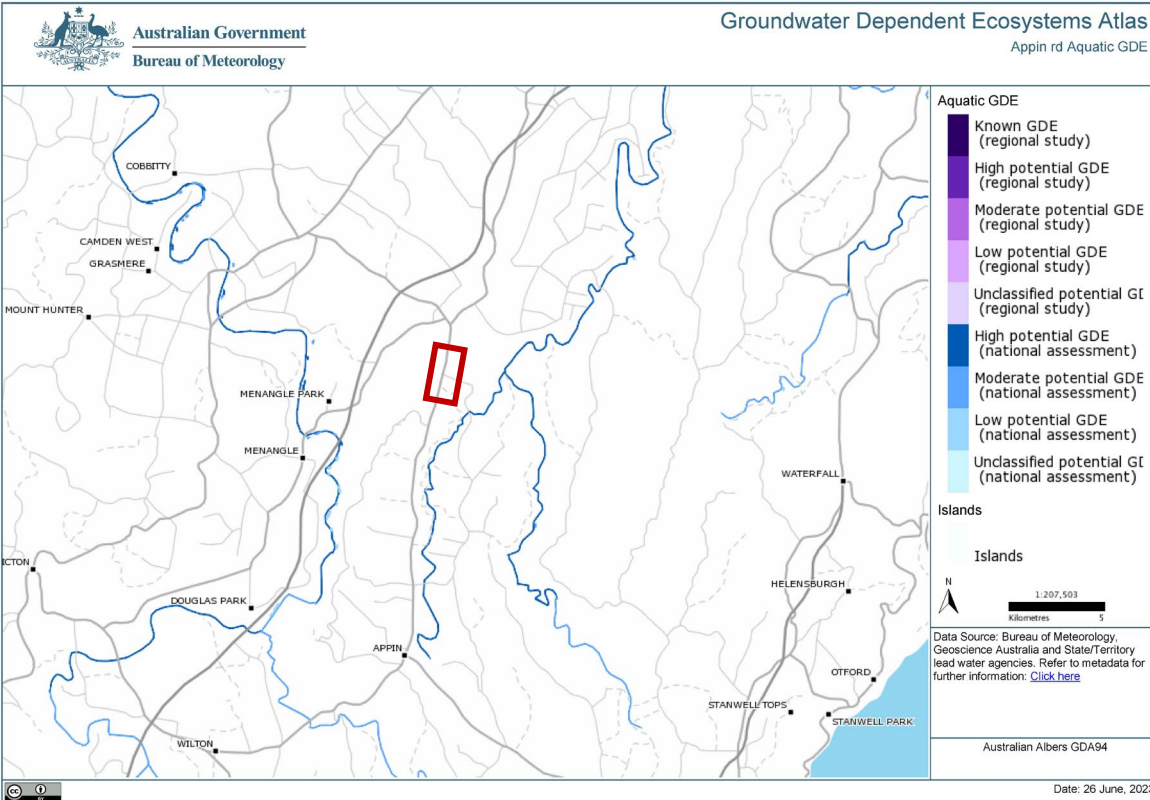 Australian Government
Bureau of Meteorology
Groundwater Dependent Ecosystems Atlas
Appin rd Aquatic GDE
COBBITTY
CAMDEN WEST
GRASMERE
MOUNT HUNTER
MENANGLE PARK
MENANGLE
WATERFALL
ICTON
HELENSBURGH
DOUGLAS PARK
APPIN
OTFORD
STANWELL TOPS
STANWELL PARK
WILTON
Aquatic GDE
Known GDE
(regional study)
High potential GDE
(regional study)
Moderate potential GDE
(regional study)
Low potential GDE
(regional study)
Unclassified potential GI
(regional study)
High potential GDE
(national assessment)
Moderate potential GDE
(national assessment)
Low potential GDE
(national assessment)
Unclassified potential GI
(national assessment)
Islands
Islands
N
1:207,503
Kilometres 5
Data Source: Bureau of Meteorology,
Geoscience Australia and State/Territory
lead water agencies. Refer to metadata for
further information: Click here
Australian Albers GDA94
cc
BY
Date: 26 June, 2023